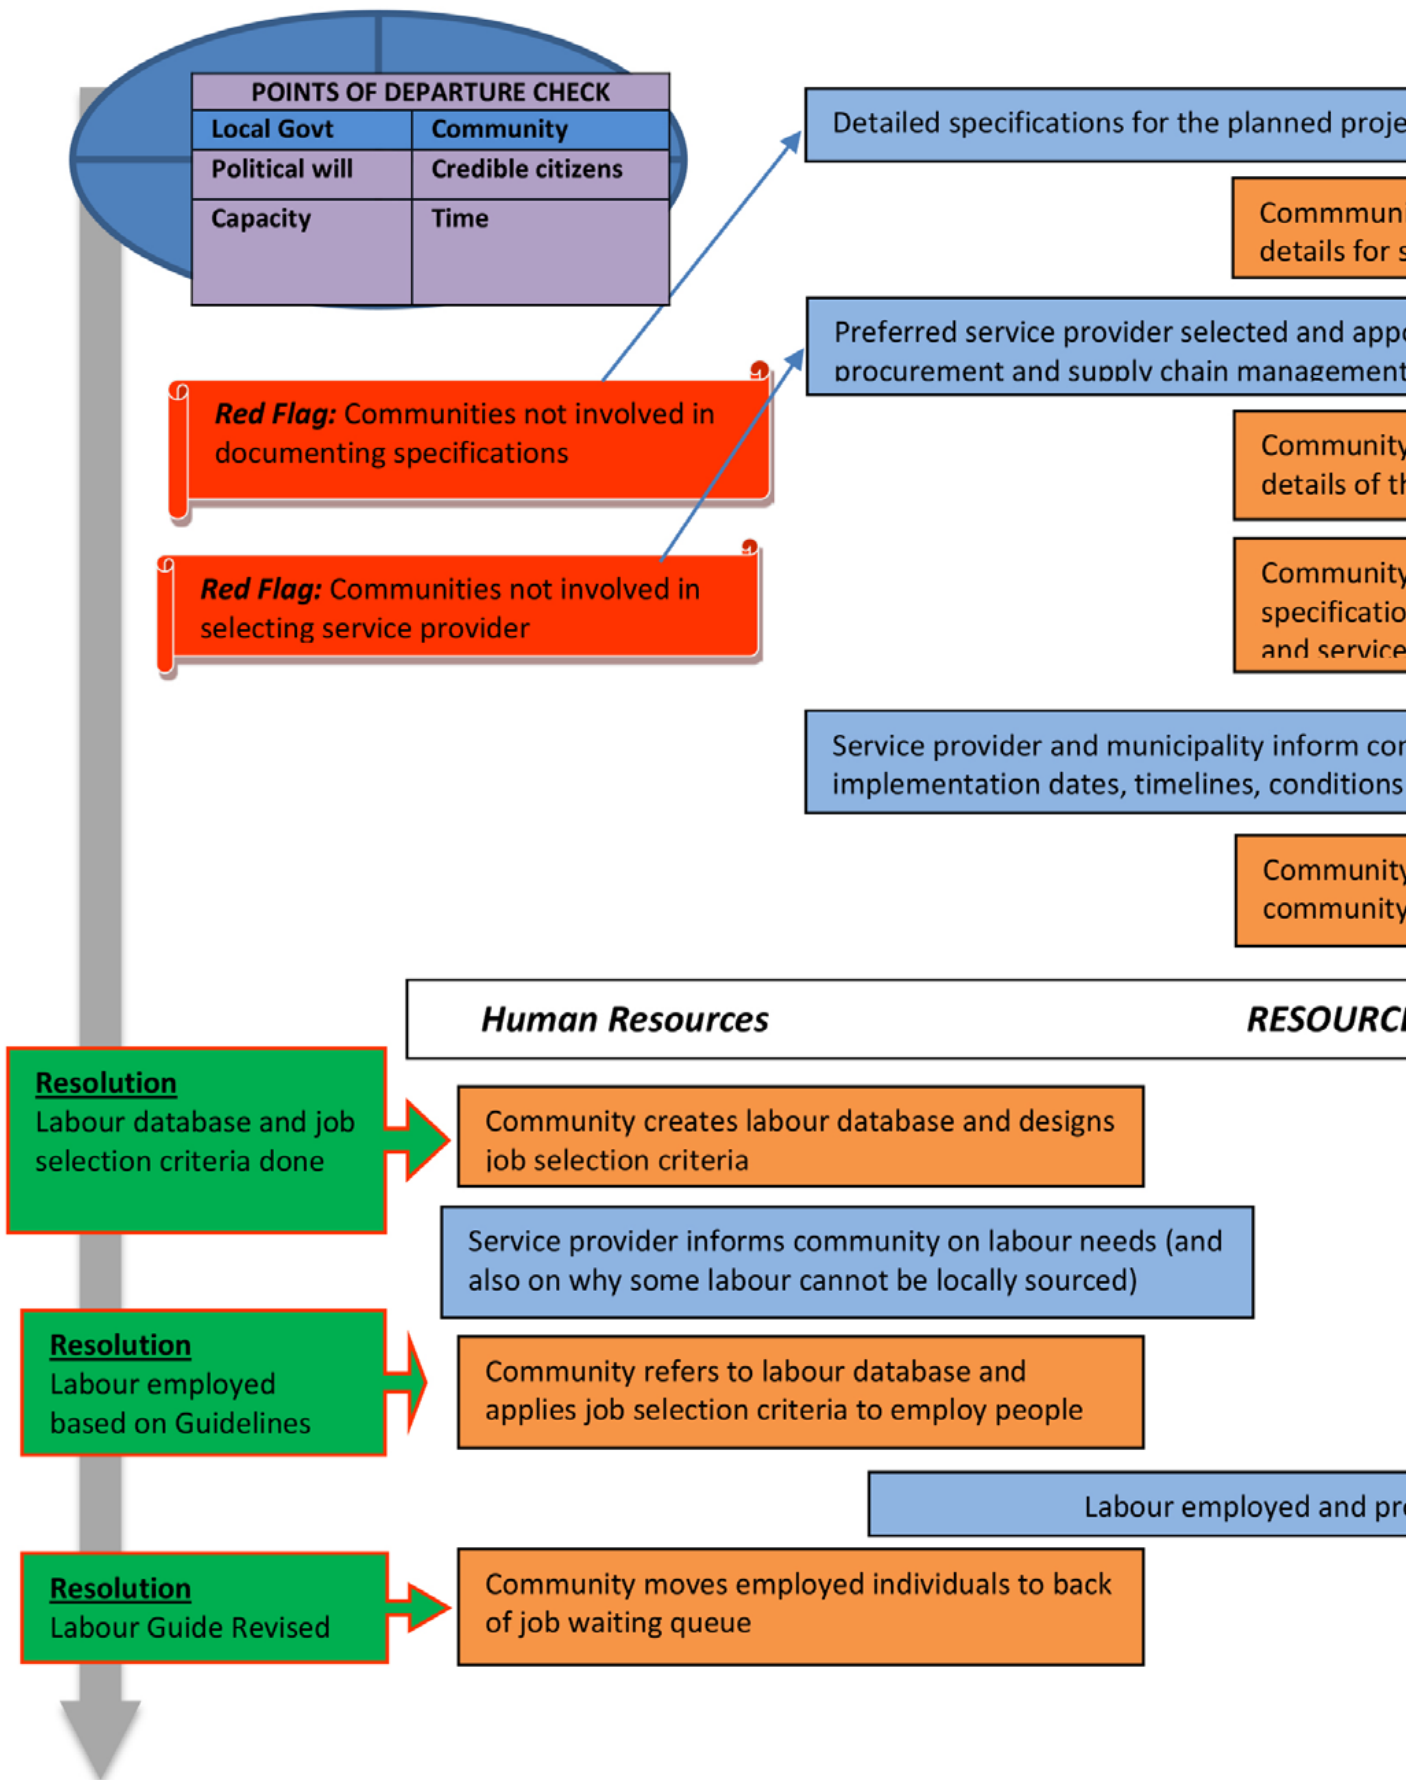 POINTS OF DEPARTURE CHECK
Local Govt Community
Political will Credible citizens
Capacity Time
Detailed specifications for the planned proje
Commmuni
details for s
Preferred service provider selected and appo
procurement and supply chain management
Red Flag: Communities not involved in
documenting specifications
Community
details of th
Red Flag: Communities not involved in
selecting service provider
Community
specificatio
and service
Service provider and municipality inform con
implementation dates, timelines, conditions
Community
community
Human Resources RESOURCE
Resolution
Labour database and job
selection criteria done
Community creates labour database and designs
job selection criteria
Service provider informs community on labour needs (and
also on why some labour cannot be locally sourced)
Resolution
Labour employed
based on Guidelines
Community refers to labour database and
applies job selection criteria to employ people
Labour employed and pro
Resolution
Labour Guide Revised
Community moves employed individuals to back
of job waiting queue